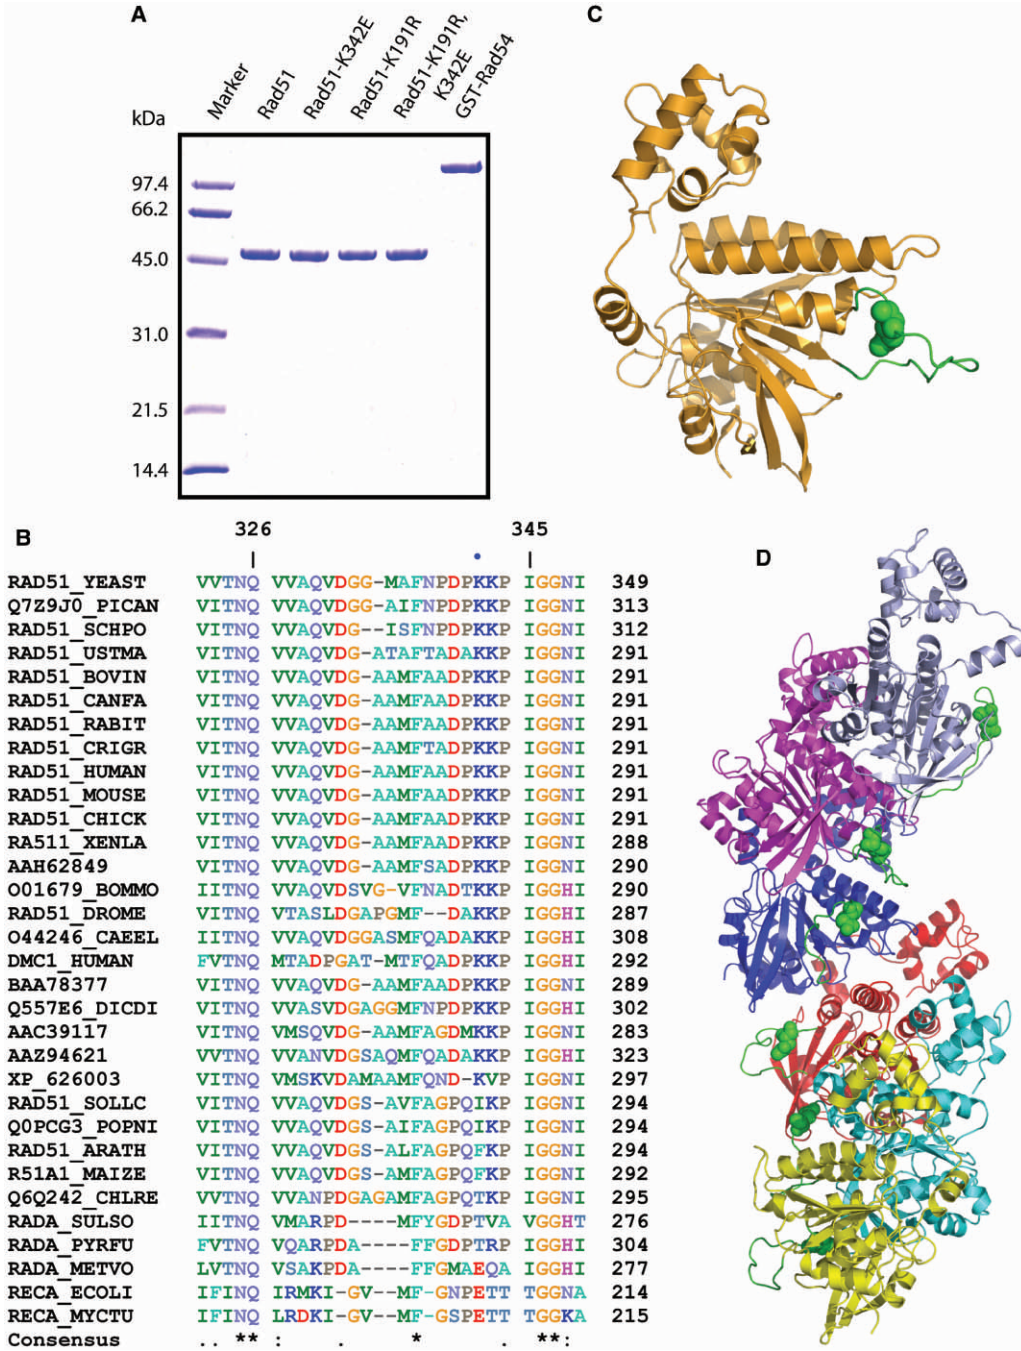 A
Marker
Rad51
Rad51-K342E
Rad51-K191R
Rad51-K191R,
K342E
GST-Rad54
kDa
97.4
66.2
45.0
31.0
21.5
14.4
C
B
326 345
RAD51_YEAST VVTNQ VVAQVDGG-MAFNPDPKKP IGGNI 349
Q7Z9J0_PICAN VITNQ VVAQVDGG-AIFNPDPKKP IGGNI 313
RAD51_SCHPO VITNQ VVAQVDG--ISFNPDPKKP IGGNI 312
RAD51_USTMA VITNQ VVAQVDG-ATAFTADAKKP IGGNI 291
RAD51_BOVIN VITNQ VVAQVDG-AAMFAADPKKP IGGNI 291
RAD51_CANFA VITNQ VVAQVDG-AAMFAADPKKP IGGNI 291
RAD51_RABIT VITNQ VVAQVDG-AAMFAADPKKP IGGNI 291
RAD51_CRIGR VITNQ VVAQVDG-AAMFTADPKKP IGGNI 291
RAD51_HUMAN VITNQ VVAQVDG-AAMFAADPKKP IGGNI 291
RAD51_MOUSE VITNQ VVAQVDG-AAMFAADPKKP IGGNI 291
RAD51_CHICK VITNQ VVAQVDG-AAMFAADPKKP IGGNI 291
RA511_XENLA VITNQ VVAQVDG-AAMFAADPKKP IGGNI 288
AAH62849 VITNQ VVAQVDG-AAMFSADPKKP IGGNI 290
O01679_BOMMO IITNQ VVAQVDSVG-VFNADTKKP IGGHI 290
RAD51_DROME VITNQ VTASLDGAPGMF--DAKKP IGGHI 287
O44246_CAEEL IITNQ VVAQVDGGASMFQADAKKP IGGHI 308
DMC1_HUMAN FVTNQ MTADPGAT-MTFQADPKKP IGGHI 292
BAA78377 VITNQ VVAQVDG-AAMFAADPKKP IGGNI 289
Q557E6_DICDI VITNQ VVASVDGAGGMFNPDPKKP IGGHI 302
AAC39117 VITNQ VMSQVDG-AAMFAGDMKKP IGGNI 283
AAZ94621 VVTNQ VVANVDGSAQMFQADAKKP IGGHI 323
XP_626003 VITNQ VMSKVDAMAAMFQND-KVP IGGNI 297
RAD51_SOLLC VITNQ VVAQVDGS-AVFAGPQIKP IGGNI 294
Q0PCG3_POPNI VITNQ VVAQVDGS-AIFAGPQIKP IGGNI 294
RAD51_ARATH VITNQ VVAQVDGS-ALFAGPQFKP IGGNI 294
R51A1_MAIZE VITNQ VVAQVDGS-AMFAGPQFKP IGGNI 292
Q6Q242_CHLRE VVTNQ VVANPDGAGAMFAGPQTKP IGGNI 295
RADA_SULSO IITNQ VMARPD----MFYGDPTVA VGGHT 276
RADA_PYRFU FVTNQ VQARPDA----FFGDPTRP IGGHI 304
RADA_METVO LVTNQ VSAKPDA----FFGMAEQA IGGHI 277
RECA_ECOLI IFINQ IRMKI-GV--MF-GNPETT TGGNA 214
RECA_MYCTU IFINQ LRDKI-GV--MF-GSPETT TGGKA 215
Consensus .. ** : . * . **:
D